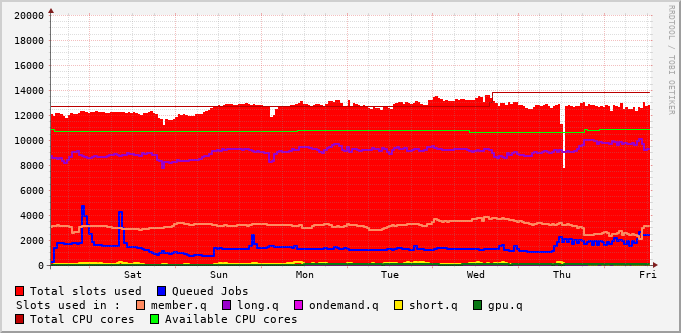 20000
18000
16000
14000
12000
10000
8000
6000
4000
2000
0
Sat Sun Mon Tue Wed Thu Fri
RRDTOOL / TOBI OETIKER
Total slots used Queued Jobs
Slots used in : member.q long.q ondemand.q short.q gpu.q
Total CPU cores Available CPU cores